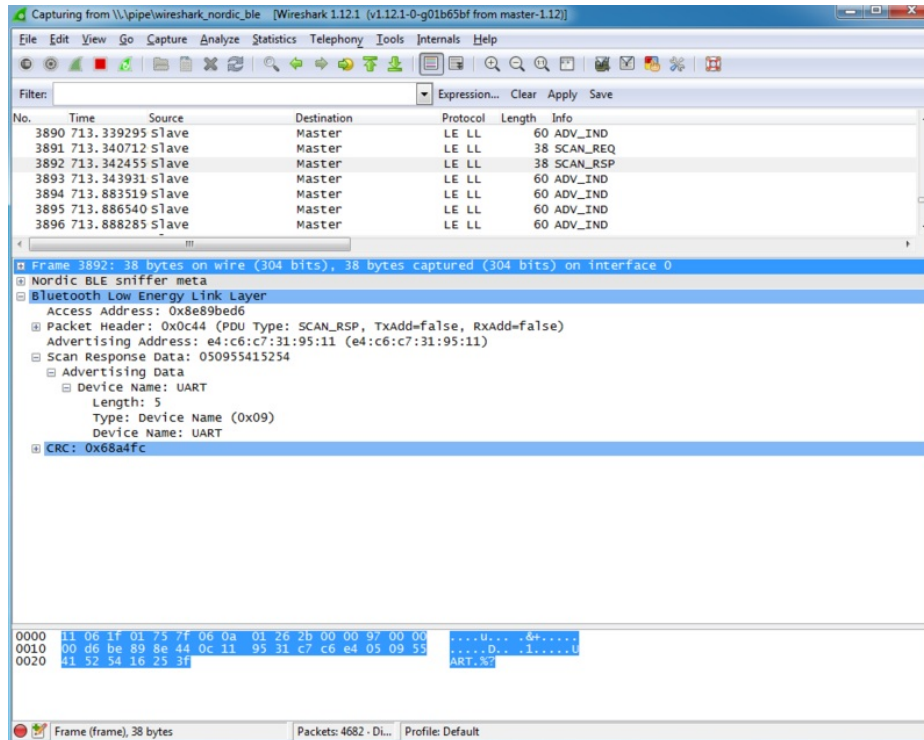 Capturing from \\.\pipe\wireshark_nordic_ble [Wireshark 1.12.1 (v1.12.1-0-g01b65bf from master-1.12)]
File Edit View Go Capture Analyze Statistics Telephony Tools Internals Help
Filter: Expression... Clear Apply Save
No. Time Source Destination Protocol Length Info
3890 713.339295 Slave Master LE LL 60 ADV_IND
3891 713.340712 Slave Master LE LL 38 SCAN_REQ
3892 713.342455 Slave Master LE LL 38 SCAN_RSP
3893 713.343931 Slave Master LE LL 60 ADV_IND
3894 713.883519 Slave Master LE LL 60 ADV_IND
3895 713.886540 Slave Master LE LL 60 ADV_IND
3896 713.888285 Slave Master LE LL 60 ADV_IND
Frame 3892: 38 bytes on wire (304 bits), 38 bytes captured (304 bits) on interface 0
Nordic BLE sniffer meta
Bluetooth Low Energy Link Layer
Access Address: 0x8e89bed6
Packet Header: 0x0c44 (PDU Type: SCAN_RSP, TxAdd=false, RxAdd=false)
Advertising Address: e4:c6:c7:31:95:11 (e4:c6:c7:31:95:11)
Scan Response Data: 050955415254
Advertising Data
Device Name: UART
Length: 5
Type: Device Name (0x09)
Device Name: UART
CRC: 0x68a4fc
0000 11 06 1f 01 75 7f 06 0a 01 26 2b 00 00 97 00 00 ....u... .&+.....
0010 00 d6 be 89 8e 44 0c 11 95 31 c7 c6 e4 05 09 55 .....D.. .1.....U
0020 41 52 54 16 25 3f ART.%?
Frame (frame), 38 bytes Packets: 4682 · Di... Profile: Default